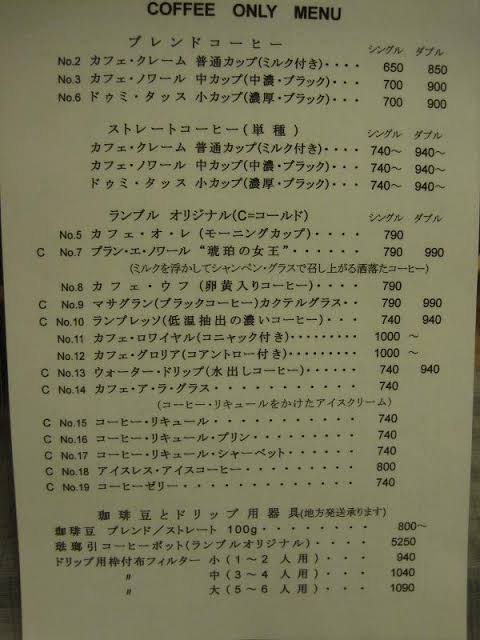 COFFEE ONLY MENU
ブレンドコーヒー シングル ダブル
No.2 カフェ・クレーム 普通カップ(ミルク付き)・・・・ 650 850
No.3 カフェ・ノワール 中カップ(中濃・ブラック)・・・・ 700 900
No.6 ドゥミ・タッス 小カップ(濃厚・ブラック)・・・・ 700 900
ストレートコーヒー(単種) シングル ダブル
カフェ・クレーム 普通カップ(ミルク付き)・・・・ 740～ 940～
カフェ・ノワール 中カップ(中濃・ブラック)・・・・ 740～ 940～
ドゥミ・タッス 小カップ(濃厚・ブラック)・・・・ 740～ 940～
ランブル オリジナル(C=コールド) シングル ダブル
No.5 カフェ・オ・レ (モーニングカップ)・・・・ 790
C No.7 ブラン・エ・ノワール “琥珀の女王”・・・・・・ 790 990
(ミルクを浮かしてシャンペン・グラスで召し上がる洒落たコーヒー)
No.8 カフェ・ウフ (卵黄入りコーヒー)・・・・ 790
C No.9 マサグラン(ブラックコーヒー)カクテルグラス・・ 790 990
C No.10 ランブレッソ(低温抽出の濃いコーヒー)・・・ 740 940
No.11 カフェ・ロワイヤル(コニャック付き)・・・・・・・・・ 1000 ～
No.12 カフェ・グロリア(コアントロー付き)・・・・・・・・・ 1000 ～
C No.13 ウォーター・ドリップ(水出しコーヒー)・・・・・・ 740 940
C No.14 カフェ・ア・ラ・グラス・・・・・・・・・・・・ 740
(コーヒー・リキュールをかけたアイスクリーム)
C No.15 コーヒー・リキュール・・・・・・・・・・・・ 740
C No.16 コーヒー・リキュール・プリン・・・・・・・・・ 740
C No.17 コーヒー・リキュール・シャーベット・・・・・・ 740
C No.18 アイスレス・アイスコーヒー・・・・・・・・・・ 800
C No.19 コーヒーゼリー・・・・・・・・・・・・・・ 740
珈琲豆とドリップ用器具(地方発送承ります)
珈琲豆 ブレンド／ストレート 100g・・・・・・・・ 800～
琺瑯引コーヒーポット(ランブルオリジナル)・・・・ 5250
ドリップ用枠付布フィルター 小(1～2人用)・・・・ 940
〃 中(3～4人用)・・・・ 1040
〃 大(5～6人用)・・・・ 1090